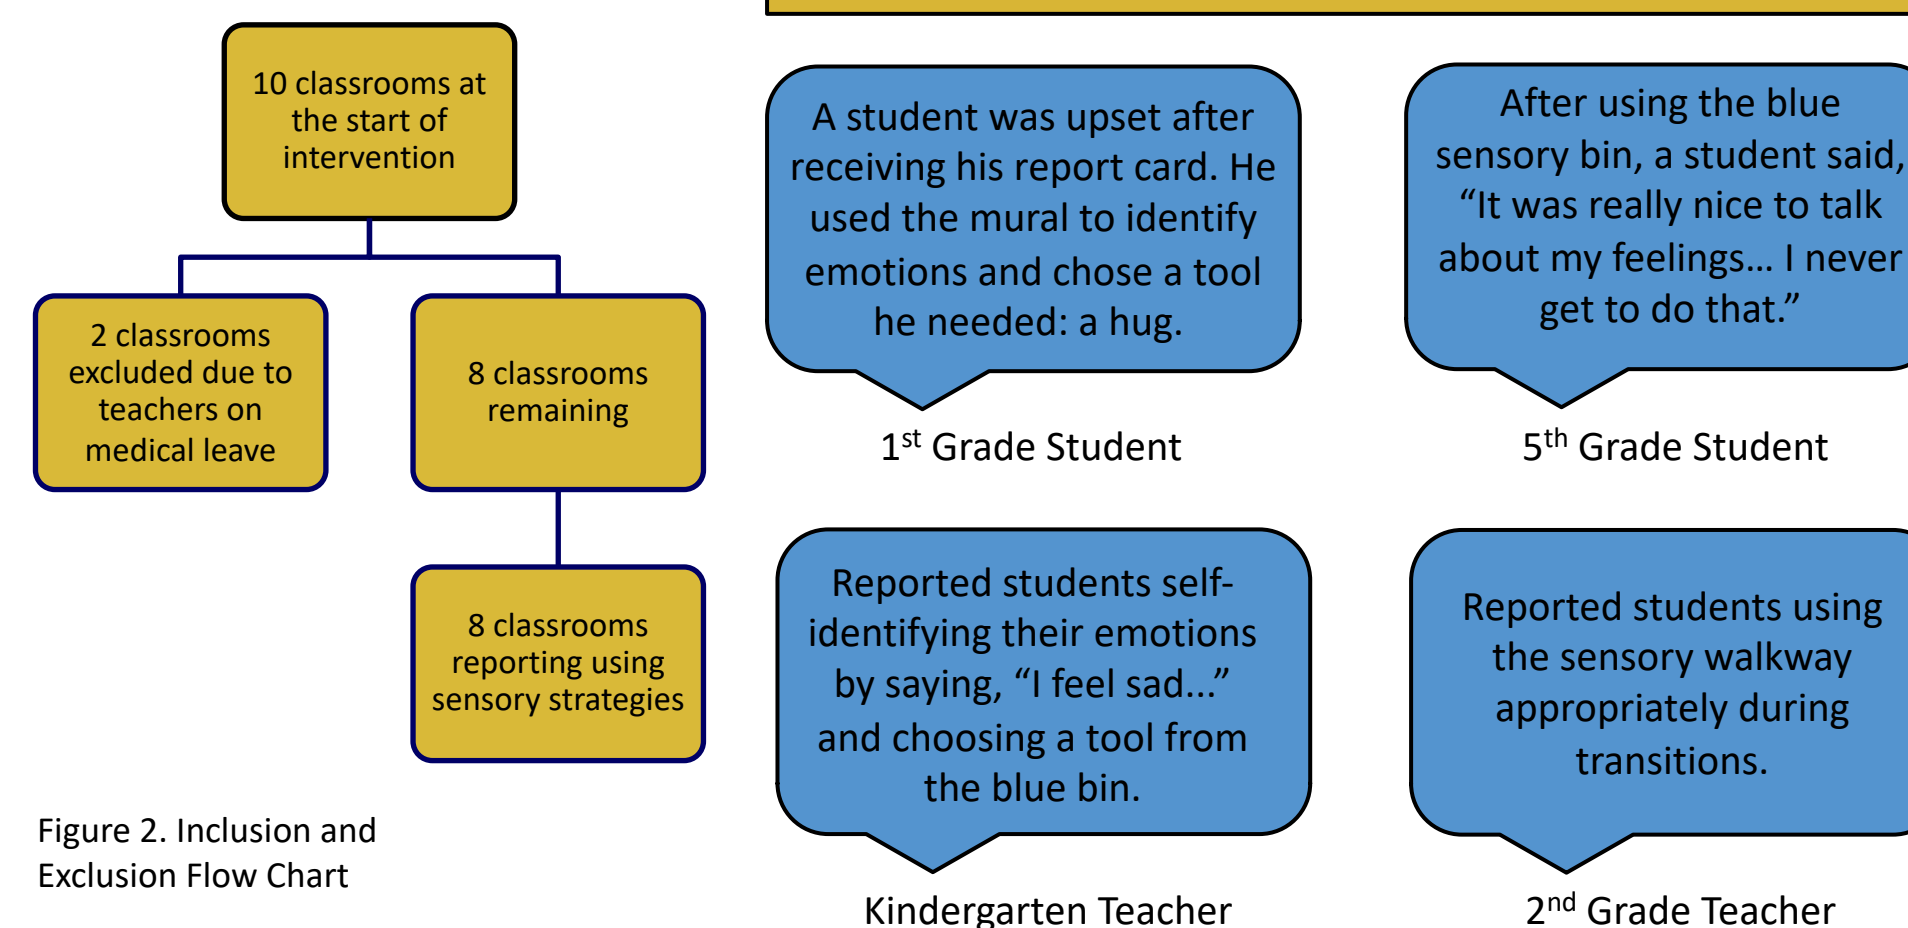 10 classrooms at
the start of
intervention
2 classrooms
excluded due to
teachers on
medical leave
8 classrooms
remaining
8 classrooms
reporting using
sensory strategies
Figure 2. Inclusion and
Exclusion Flow Chart
A student was upset after
receiving his report card. He
used the mural to identify
emotions and chose a tool
he needed: a hug.
1st Grade Student
After using the blue
sensory bin, a student said,
“It was really nice to talk
about my feelings... I never
get to do that.”
5th Grade Student
Reported students self-
identifying their emotions
by saying, “I feel sad...”
and choosing a tool from
the blue bin.
Kindergarten Teacher
Reported students using
the sensory walkway
appropriately during
transitions.
2nd Grade Teacher